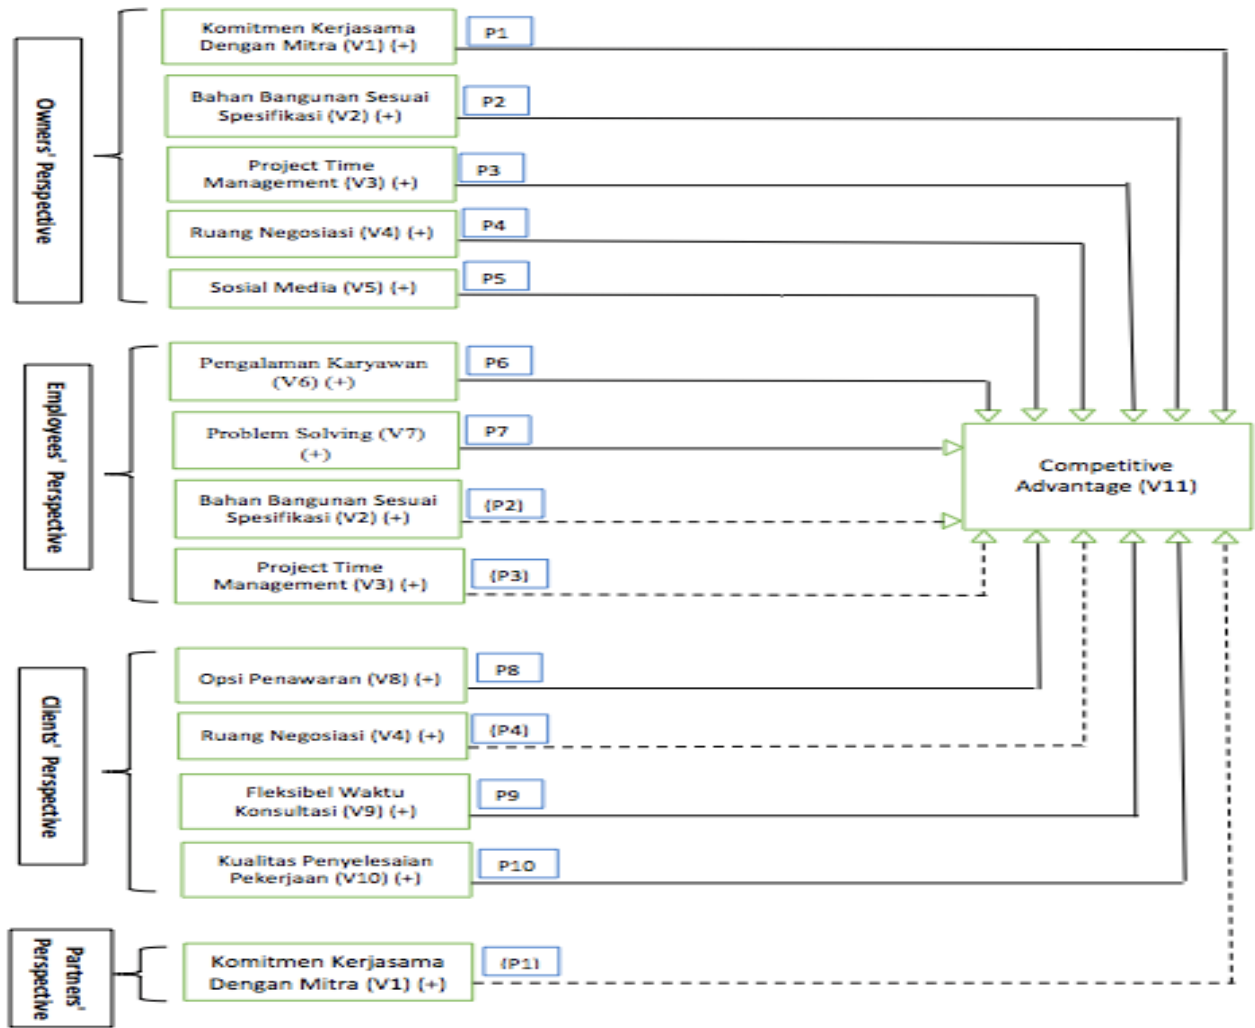 Owners' Perspective
Komitmen Kerjasama
Dengan Mitra (V1) (+)
P1
Bahan Bangunan Sesuai
Spesifikasi (V2) (+)
P2
Project Time
Management (V3) (+)
P3
Ruang Negosiasi (V4) (+)
P4
Sosial Media (V5) (+)
P5
Employees' Perspective
Pengalaman Karyawan
(V6) (+)
P6
Problem Solving (V7)
(+)
P7
Bahan Bangunan Sesuai
Spesifikasi (V2) (+)
(P2)
Project Time
Management (V3) (+)
(P3)
Competitive
Advantage (V11)
Clients' Perspective
Opsi Penawaran (V8) (+)
P8
Ruang Negosiasi (V4) (+)
(P4)
Fleksibel Waktu
Konsultasi (V9) (+)
P9
Kualitas Penyelesaian
Pekerjaan (V10) (+)
P10
Partners'
Perspective
Komitmen Kerjasama
Dengan Mitra (V1) (+)
(P1)